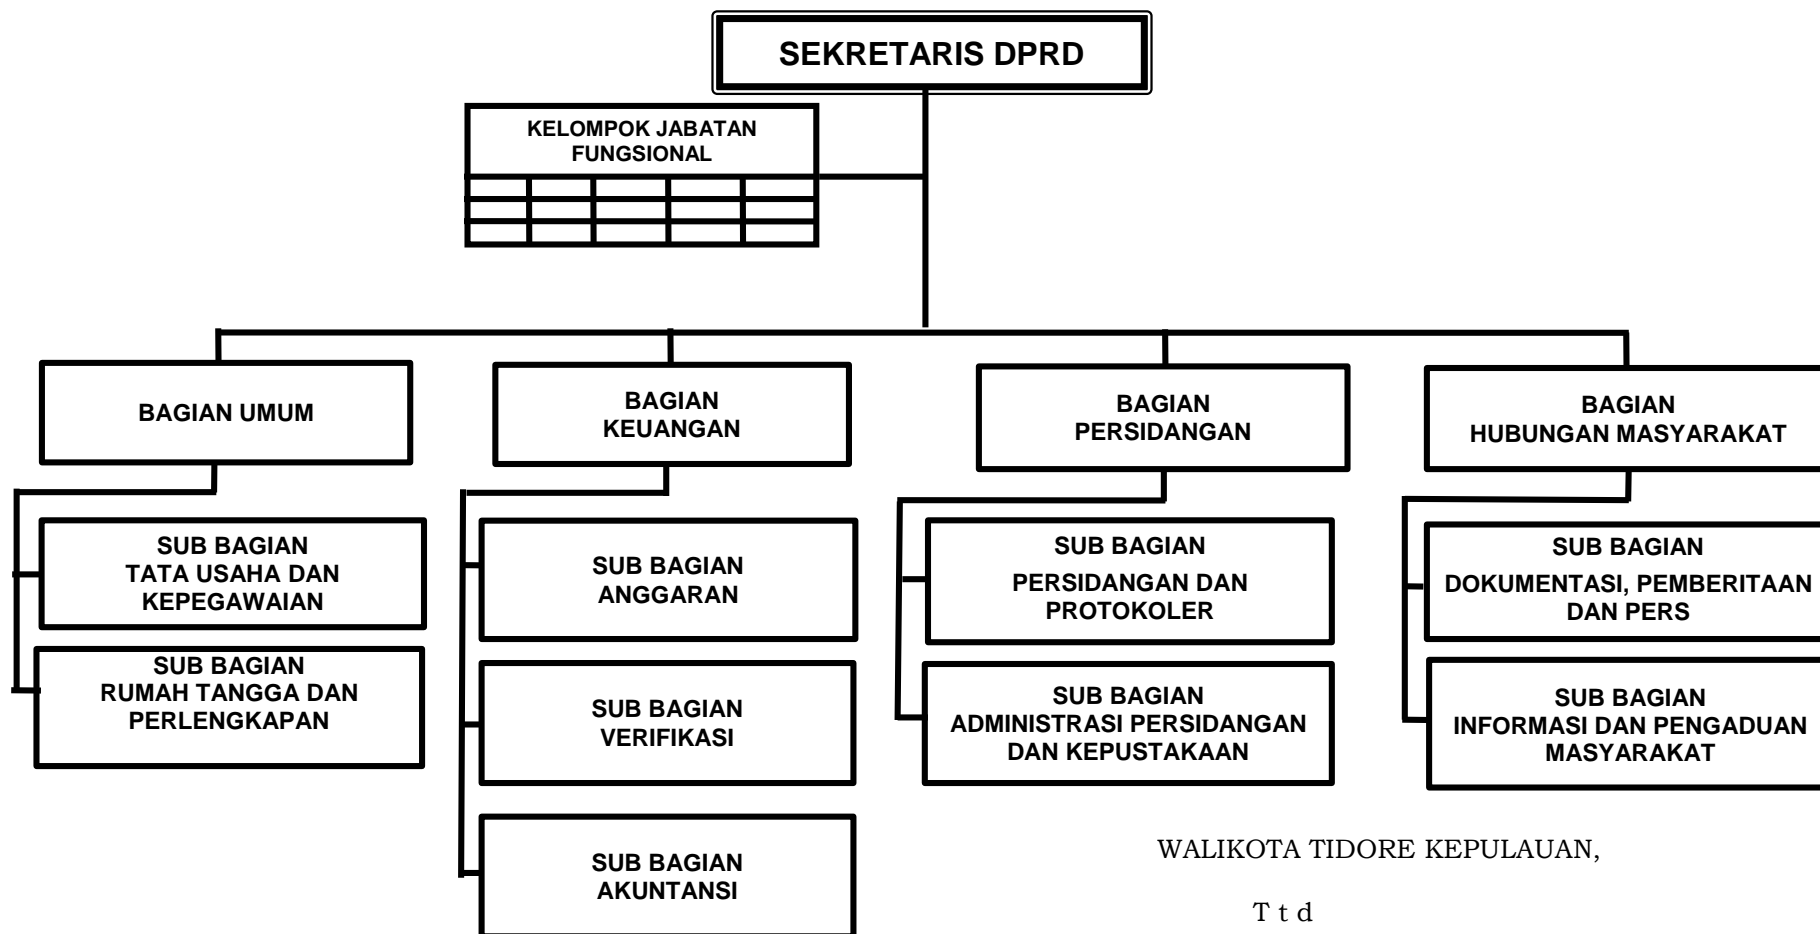 SEKRETARIS DPRD
KELOMPOK JABATAN
FUNGSIONAL
BAGIAN UMUM
BAGIAN
KEUANGAN
BAGIAN
PERSIDANGAN
BAGIAN
HUBUNGAN MASYARAKAT
SUB BAGIAN
TATA USAHA DAN
KEPEGAWAIAN
SUB BAGIAN
RUMAH TANGGA DAN
PERLENGKAPAN
SUB BAGIAN
ANGGARAN
SUB BAGIAN
VERIFIKASI
SUB BAGIAN
AKUNTANSI
SUB BAGIAN
PERSIDANGAN DAN
PROTOKOLER
SUB BAGIAN
ADMINISTRASI PERSIDANGAN
DAN KEPUSTAKAAN
SUB BAGIAN
DOKUMENTASI, PEMBERITAAN
DAN PERS
SUB BAGIAN
INFORMASI DAN PENGADUAN
MASYARAKAT
WALIKOTA TIDORE KEPULAUAN,
T t d